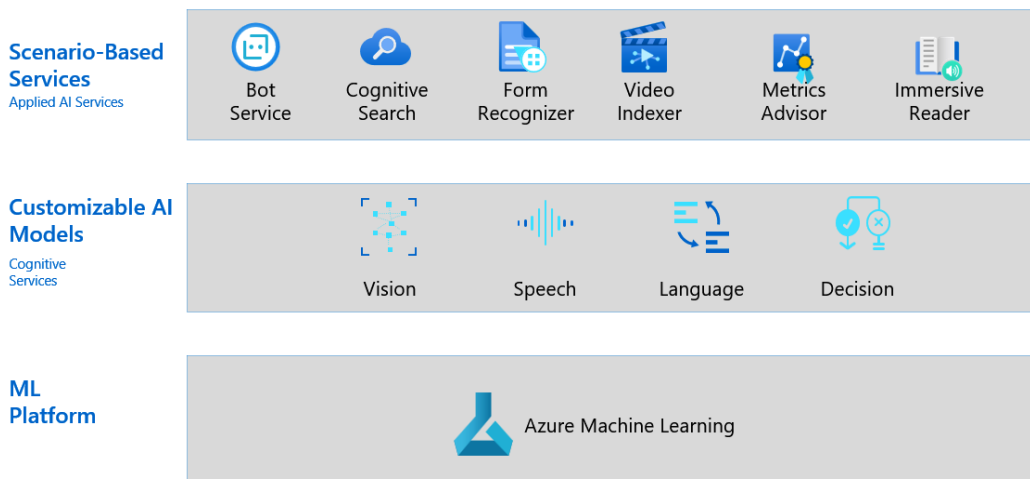 Scenario-Based
Services
Applied AI Services
Bot
Service
Cognitive
Search
Form
Recognizer
Video
Indexer
Metrics
Advisor
Immersive
Reader
Customizable AI
Models
Cognitive
Services
Vision
Speech
Language
Decision
ML
Platform
Azure Machine Learning